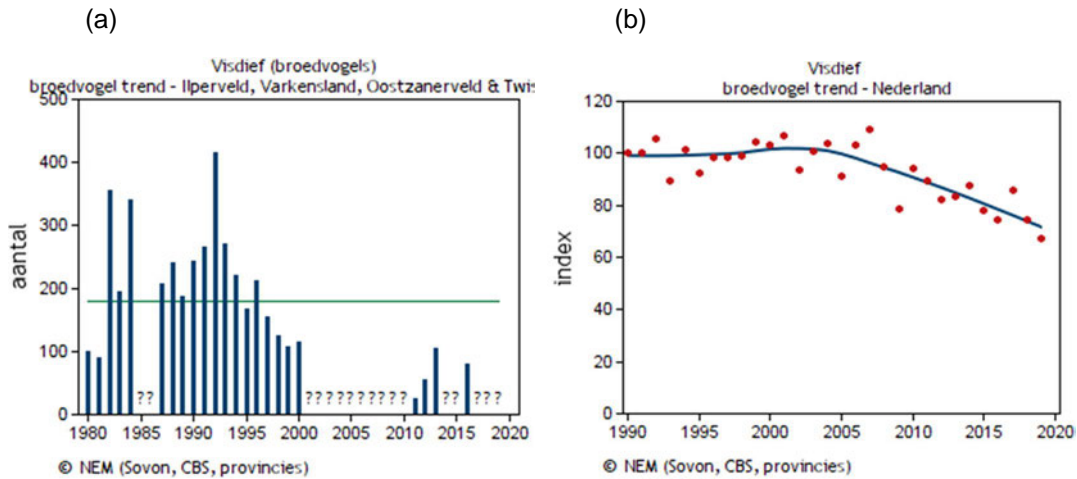 (a)
Visdief (broedvogels)
broedvogel trend - Ilperveld, Varkensland, Oostzanerveld & Twis
500
400
300
200
100
0
aantal
?? ?????????? ?? ???
1980 1985 1990 1995 2000 2005 2010 2015 2020
© NEM (Sovon, CBS, provincies)
(b)
Visdief
broedvogel trend - Nederland
120
100
80
60
40
20
0
index
1990 1995 2000 2005 2010 2015 2020
© NEM (Sovon, CBS, provincies)